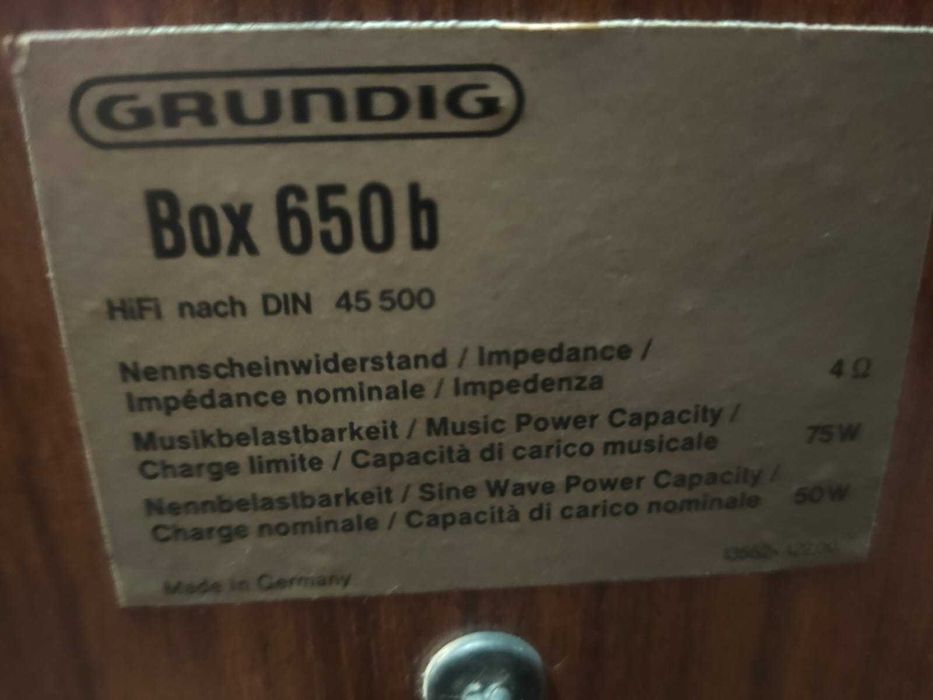 GRUNDIG
Box 650 b
HiFi nach DIN 45 500
Nennscheinwiderstand / Impedance /
Impédance nominale / Impedenza 4 Ω
Musikbelastbarkeit / Music Power Capacity /
Charge limite / Capacità di carico musicale 75 W
Nennbelastbarkeit / Sine Wave Power Capacity /
Charge nominale / Capacità di carico nominale 50 W
Made in Germany